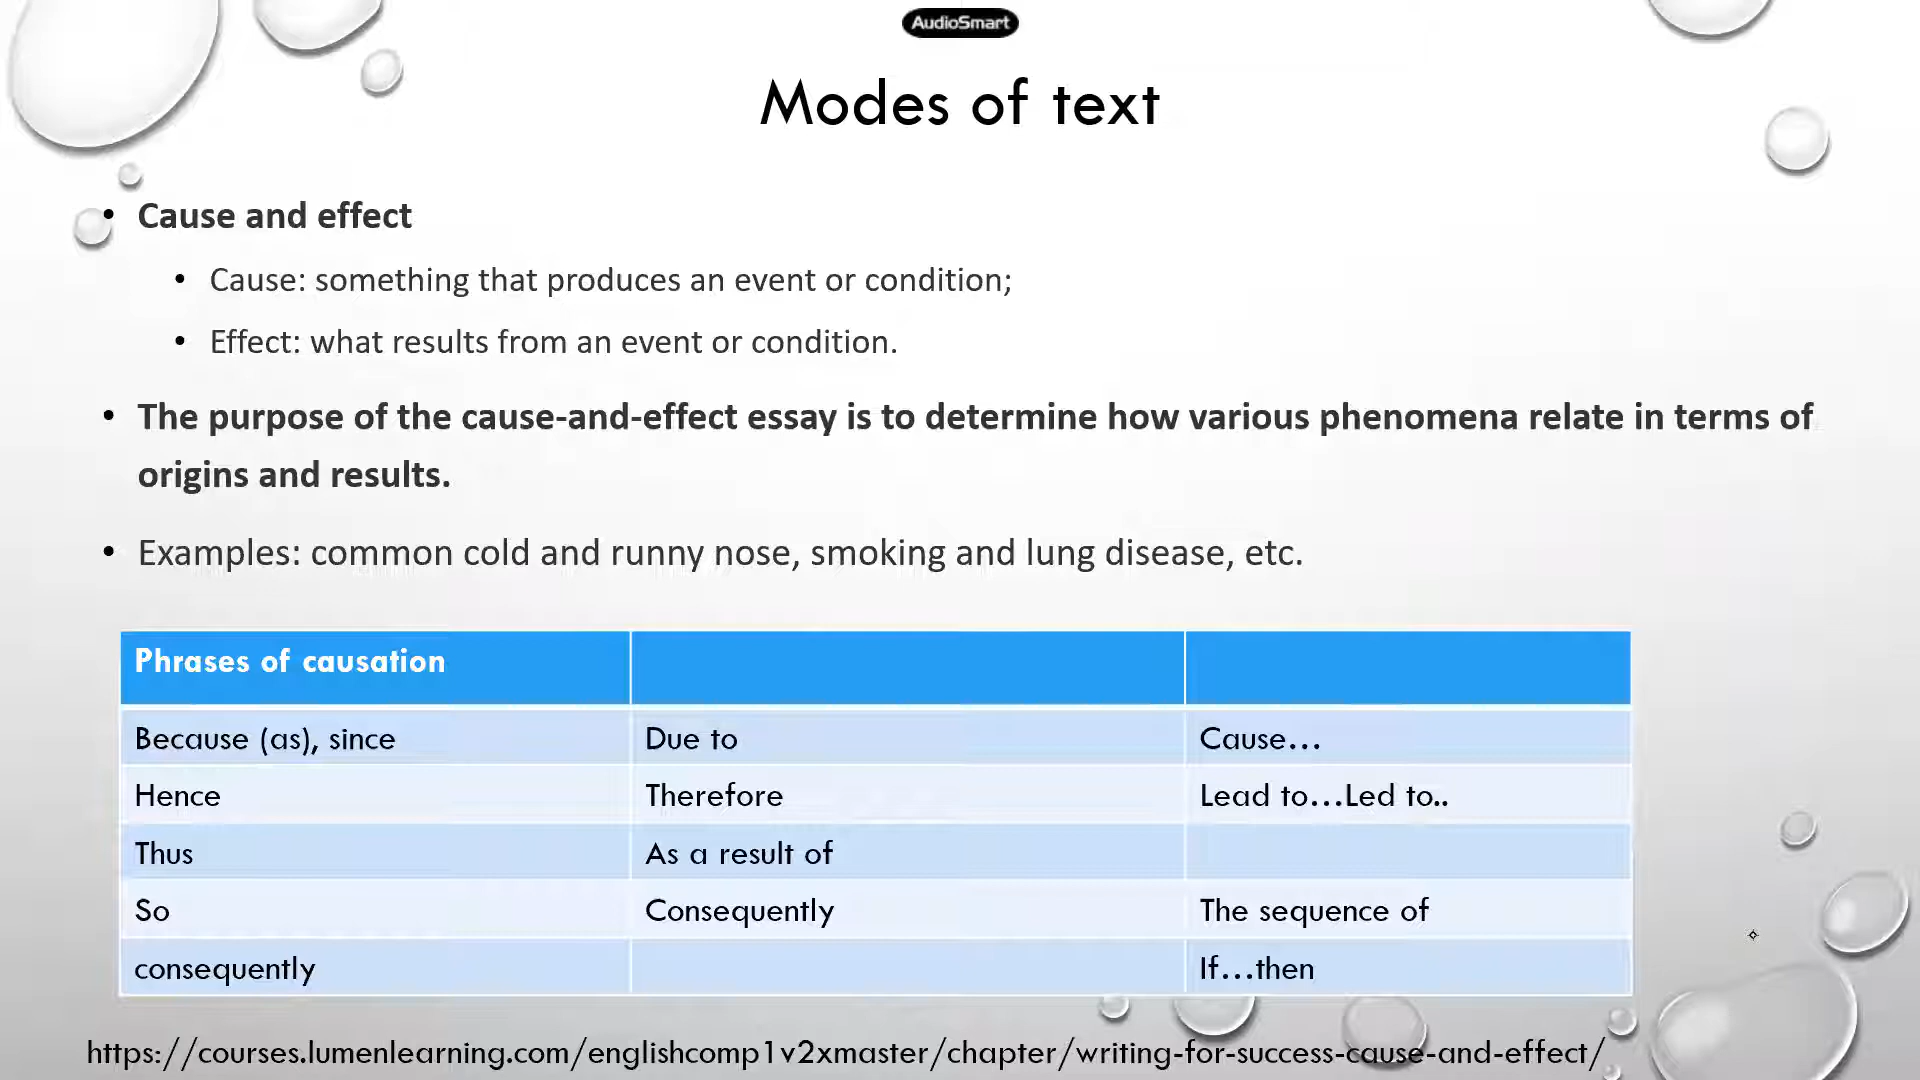 AudioSmart
Modes of text
• Cause and effect
• Cause: something that produces an event or condition;
• Effect: what results from an event or condition.
• The purpose of the cause-and-effect essay is to determine how various phenomena relate in terms of
origins and results.
• Examples: common cold and runny nose, smoking and lung disease, etc.
Phrases of causation
Because (as), since Due to Cause…
Hence Therefore Lead to…Led to..
Thus As a result of
So Consequently The sequence of
consequently If…then
https://courses.lumenlearning.com/englishcomp1v2xmaster/chapter/writing-for-success-cause-and-effect/